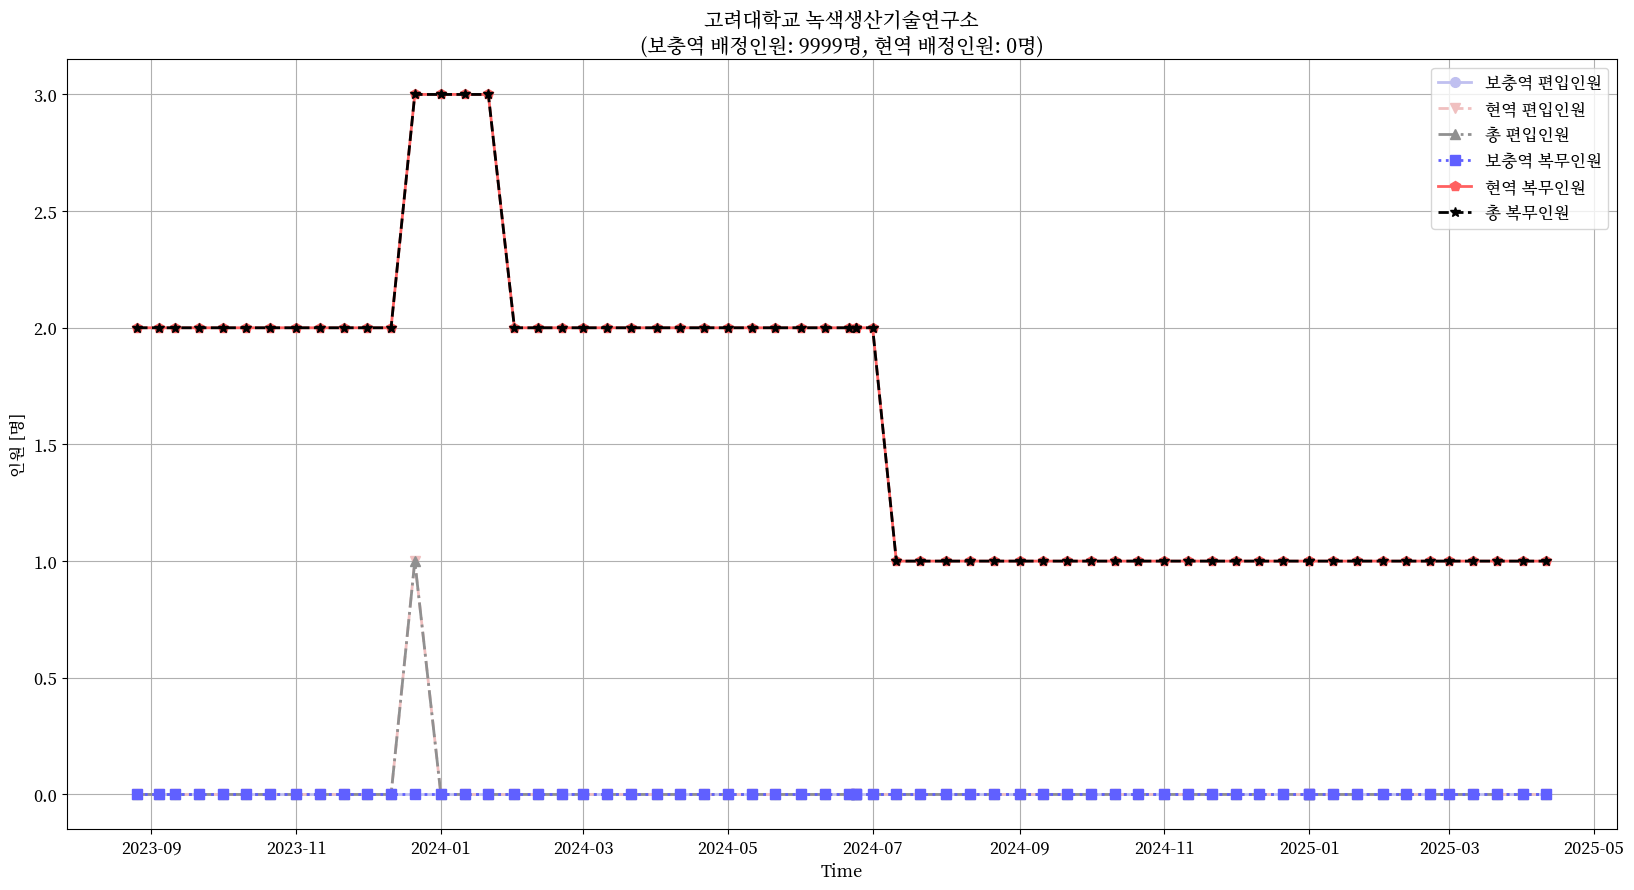 고려대학교 녹색생산기술연구소
(보충역 배정인원: 9999명, 현역 배정인원: 0명)
보충역 편입인원
현역 편입인원
총 편입인원
보충역 복무인원
현역 복무인원
총 복무인원
3.0
2.5
2.0
1.5
1.0
0.5
0.0
인원 [명]
2023-09
2023-11
2024-01
2024-03
2024-05
2024-07
2024-09
2024-11
2025-01
2025-03
2025-05
Time